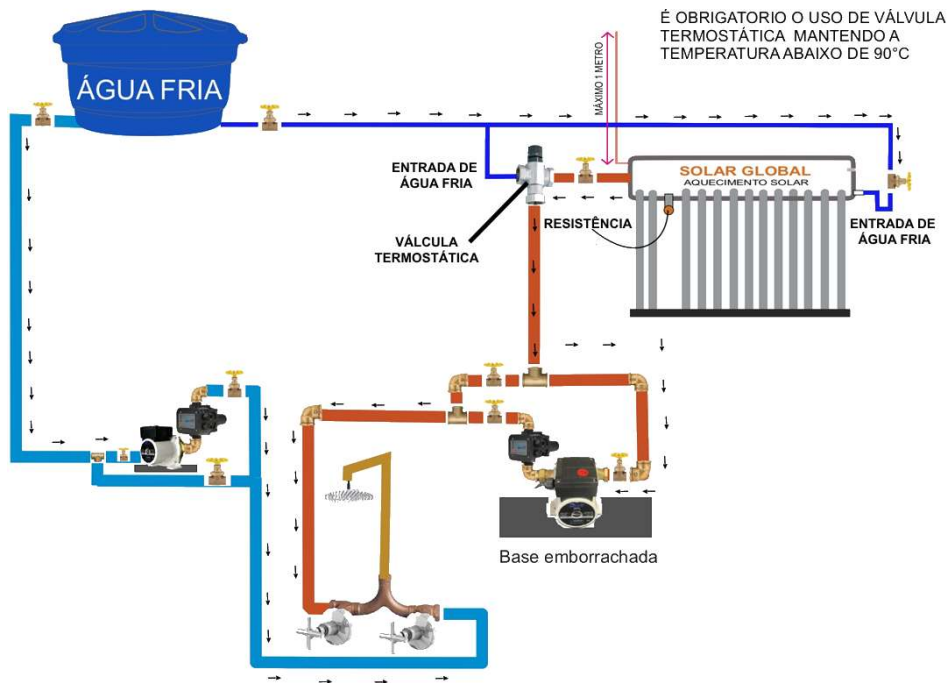 É OBRIGATORIO O USO DE VÁLVULA
TERMOSTÁTICA MANTENDO A
TEMPERATURA ABAIXO DE 90°C
MÁXIMO 1 METRO
ÁGUA FRIA
ENTRADA DE
ÁGUA FRIA
SOLAR GLOBAL
AQUECIMENTO SOLAR
VÁLCULA
TERMOSTÁTICA
RESISTÊNCIA
ENTRADA DE
ÁGUA FRIA
Base emborrachada